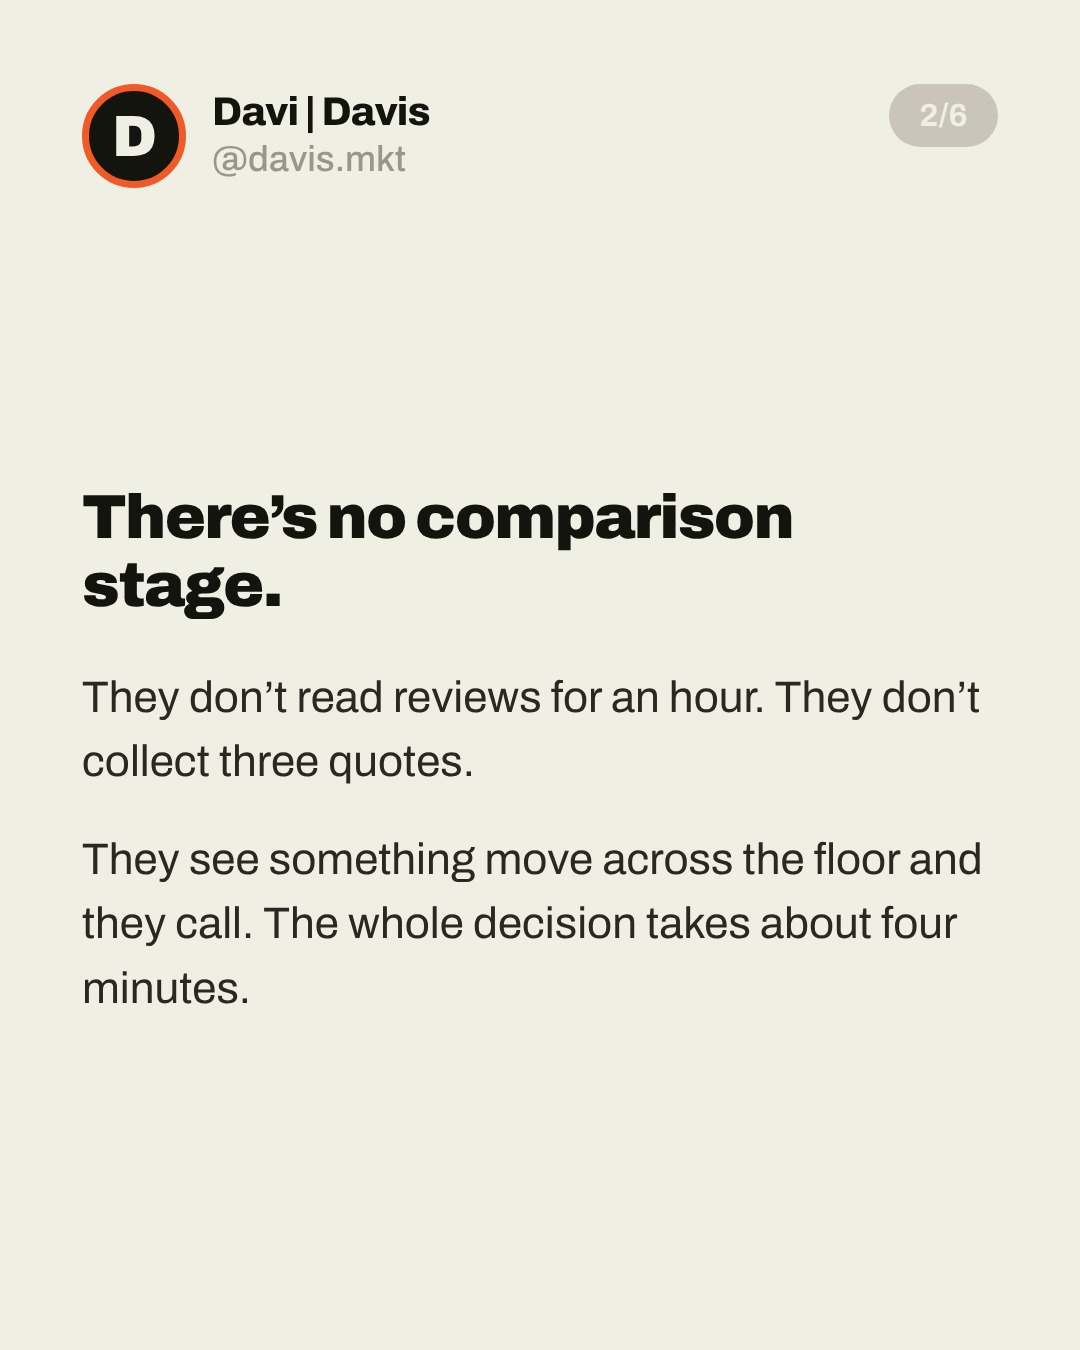 D
Davi | Davis
@davis.mkt
2/6
There’s no comparison
stage.
They don’t read reviews for an hour. They don’t
collect three quotes.
They see something move across the floor and
they call. The whole decision takes about four
minutes.